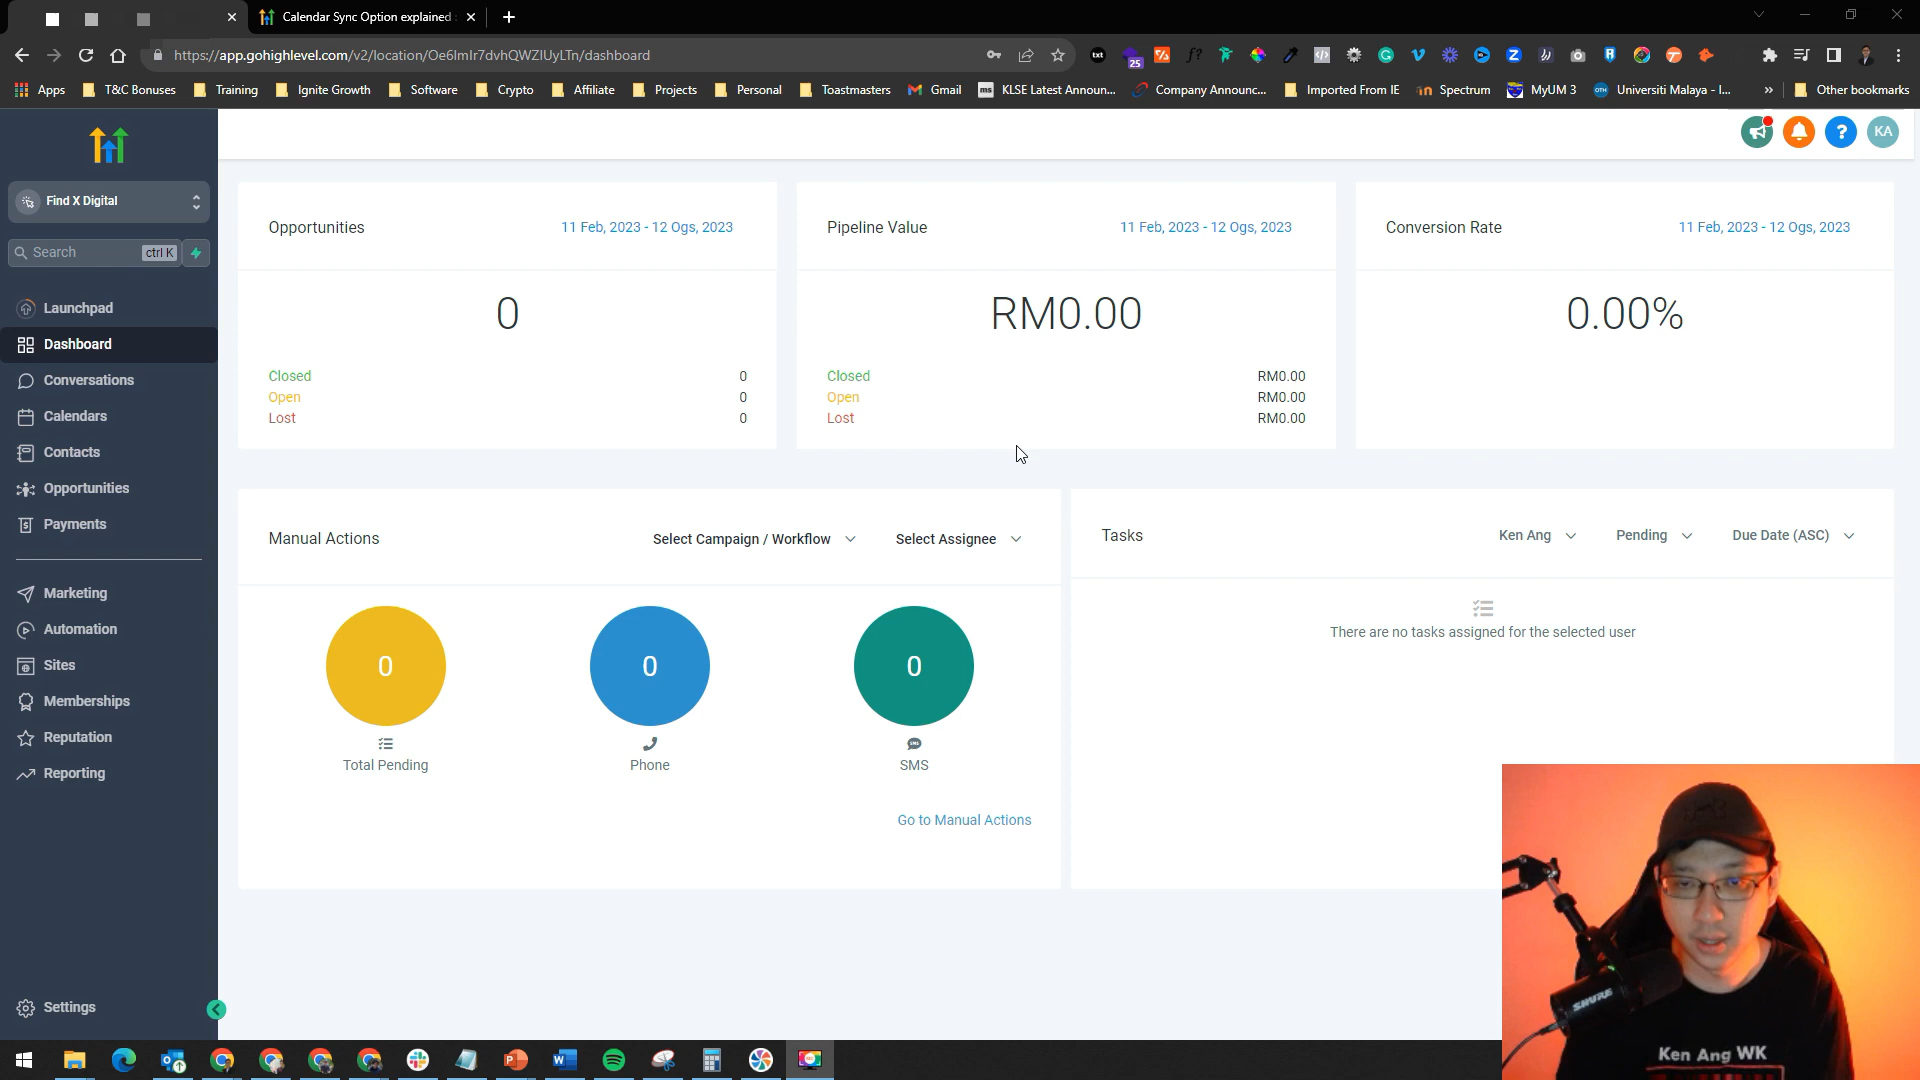 Calendar Sync Option explained
https://app.gohighlevel.com/v2/location/Oe6lmIr7dvhQWZIUyLTn/dashboard
txt
25
f?
Apps
T&C Bonuses
Training
Ignite Growth
Software
Crypto
Affiliate
Projects
Personal
Toastmasters
Gmail
ms
KLSE Latest Announ...
Company Announc...
Imported From IE
Spectrum
MyUM 3
Universiti Malaya - I...
»
Other bookmarks
?
KA
Find X Digital
Search
ctrl K
Launchpad
Dashboard
Conversations
Calendars
Contacts
Opportunities
Payments
Marketing
Automation
Sites
Memberships
Reputation
Reporting
Settings
Opportunities
11 Feb, 2023 - 12 Ogs, 2023
0
Closed 0
Open 0
Lost 0
Pipeline Value
11 Feb, 2023 - 12 Ogs, 2023
RM0.00
Closed RM0.00
Open RM0.00
Lost RM0.00
Conversion Rate
11 Feb, 2023 - 12 Ogs, 2023
0.00%
Manual Actions
Select Campaign / Workflow
Select Assignee
0
Total Pending
0
Phone
0
SMS
Go to Manual Actions
Tasks
Ken Ang
Pending
Due Date (ASC)
There are no tasks assigned for the selected user
SHURE
Ken Ang WK